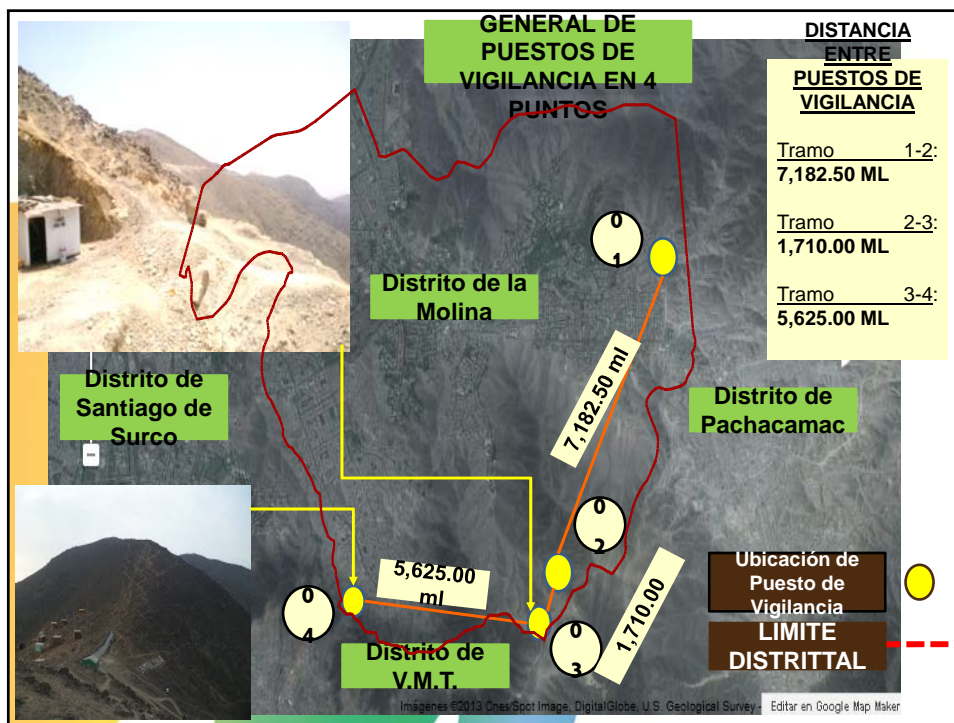 GENERAL DE
PUESTOS DE
VIGILANCIA EN 4
PUNTOS
DISTANCIA
ENTRE
PUESTOS DE
VIGILANCIA
Tramo 1-2:
7,182.50 ML
Tramo 2-3:
1,710.00 ML
Tramo 3-4:
5,625.00 ML
0
1
Distrito de la
Molina
Distrito de
Santiago de
Surco
7,182.50 ml
Distrito de
Pachacamac
0
2
5,625.00
ml
0
4
1,710.00
0
3
Distrito de
V.M.T.
Ubicación de
Puesto de
Vigilancia
LIMITE
DISTRITTAL
Imágenes ©2013 Cnes/Spot Image, DigitalGlobe, U.S. Geological Survey -
Editar en Google Map Maker